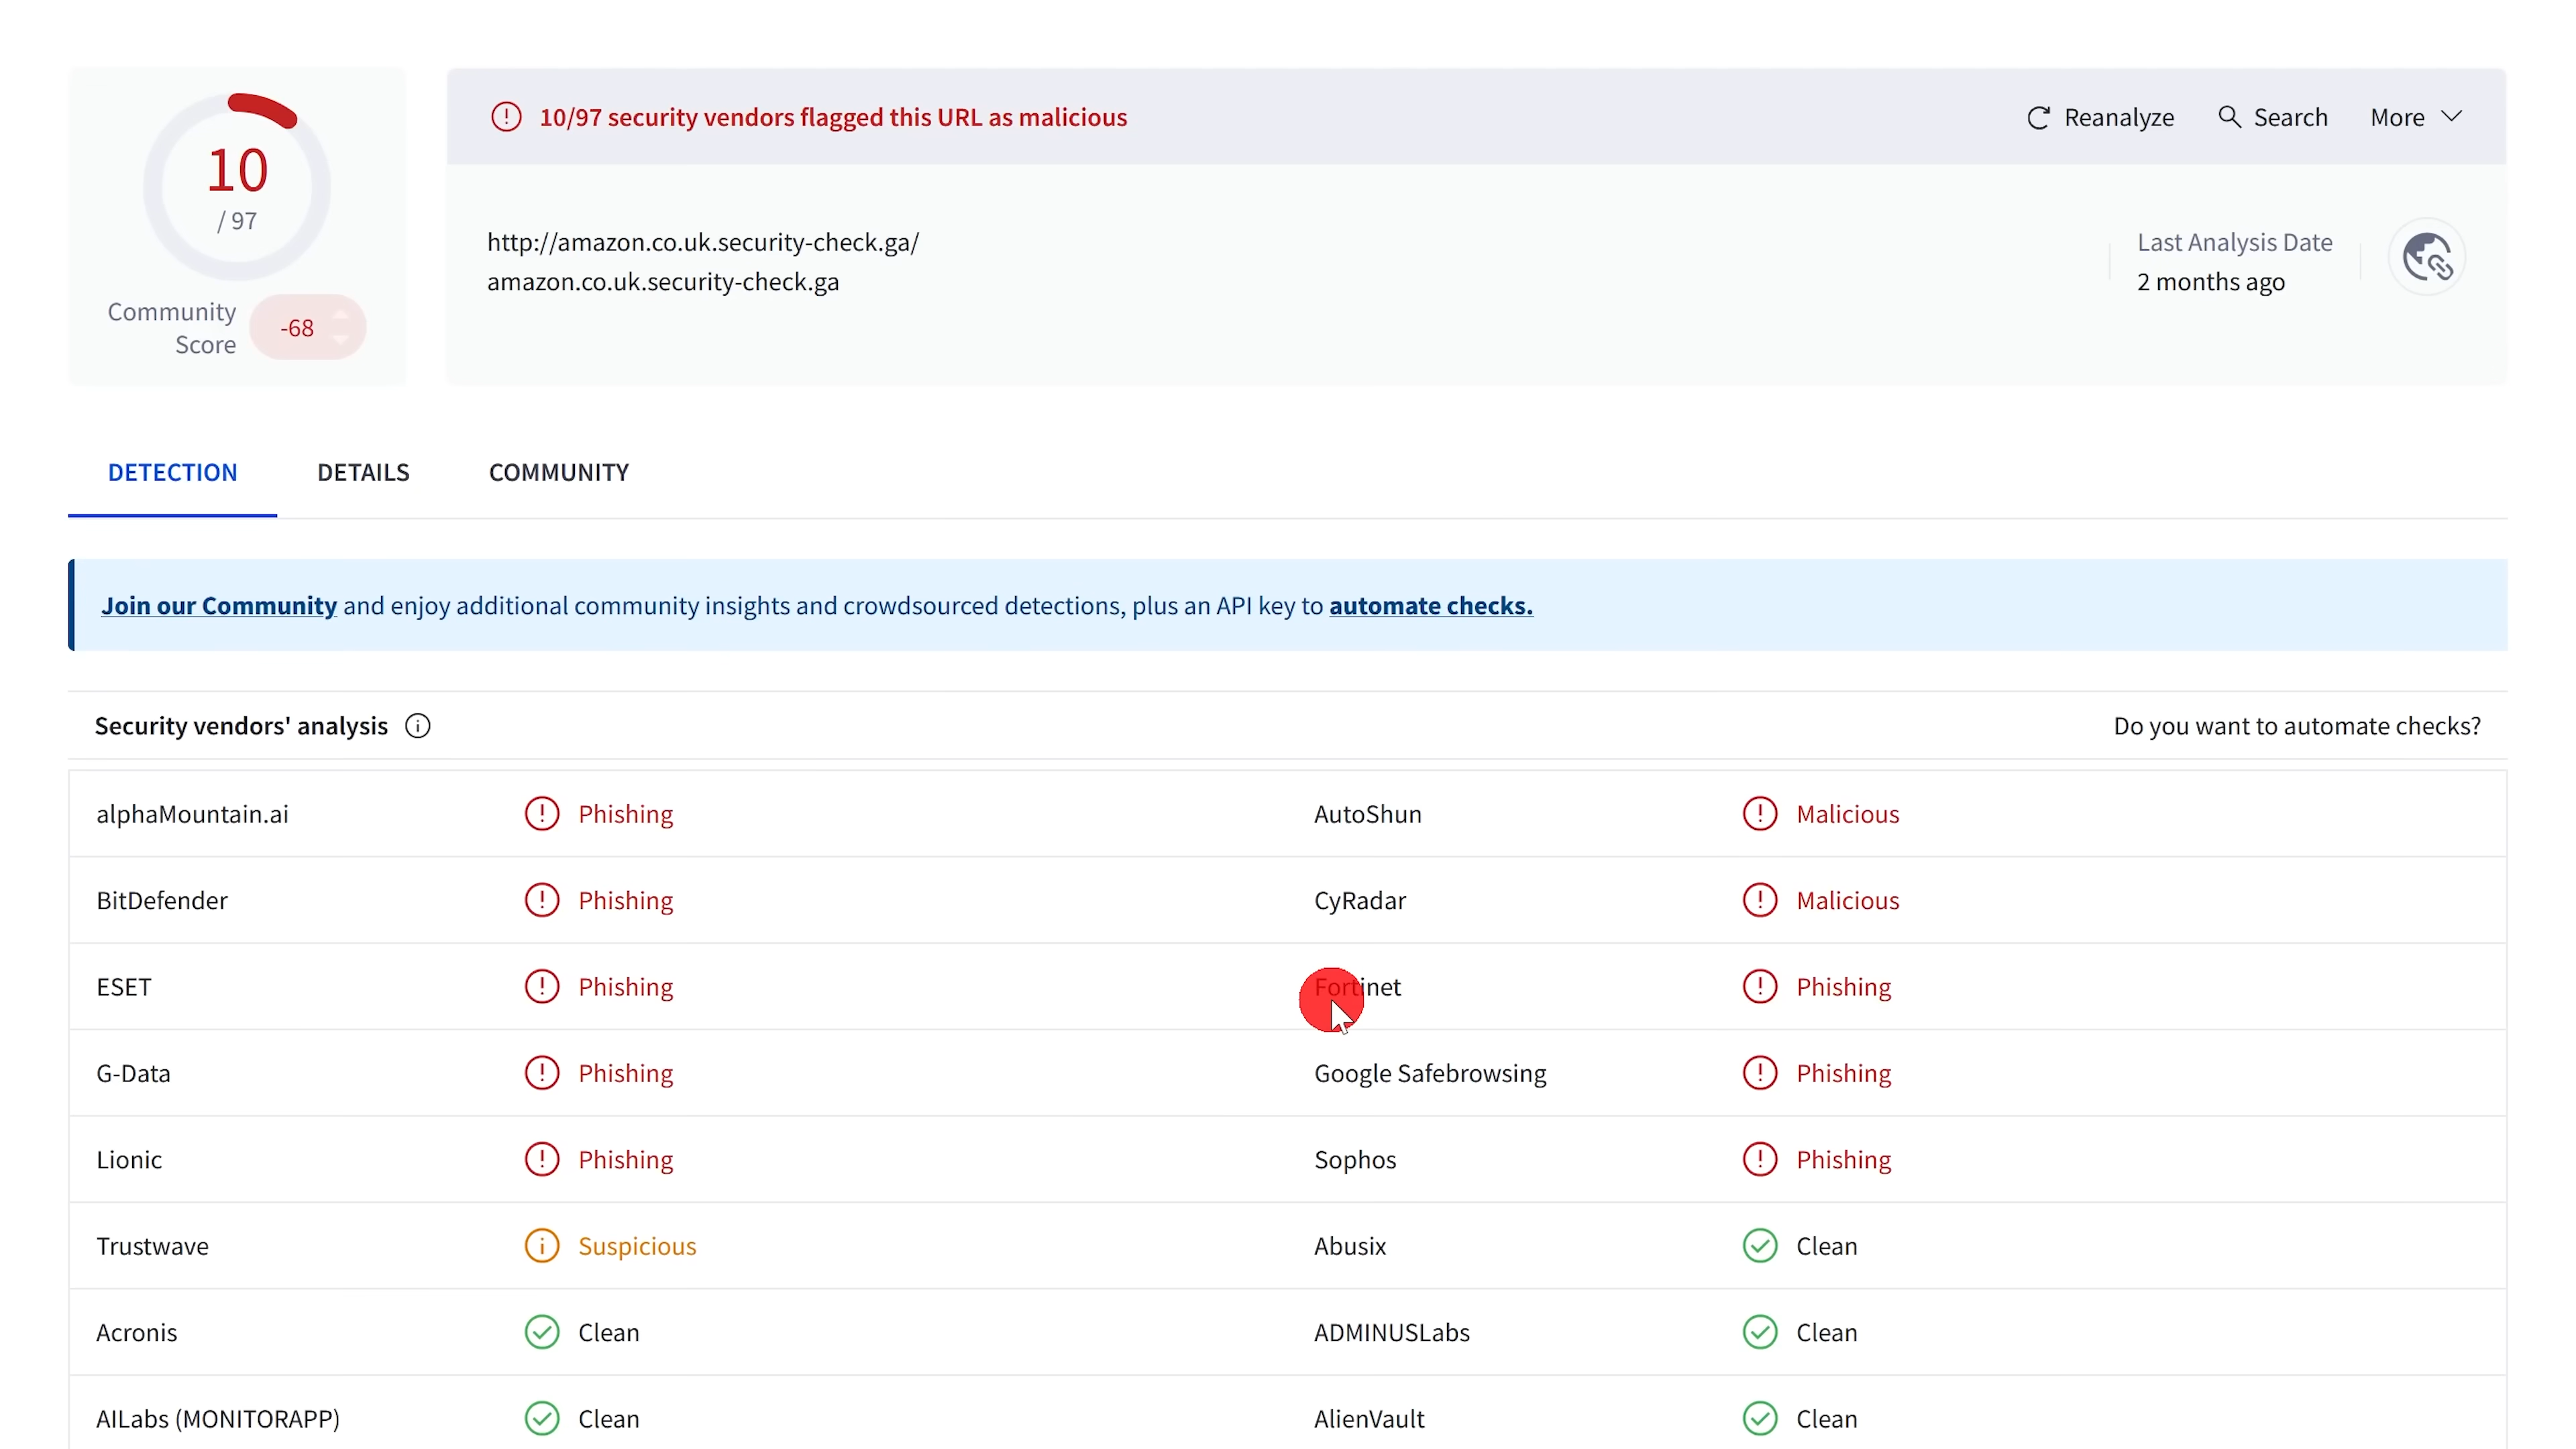 10
/ 97
Community
Score
-68
10/97 security vendors flagged this URL as malicious
Reanalyze
Search
More
http://amazon.co.uk.security-check.ga/
amazon.co.uk.security-check.ga
Last Analysis Date
2 months ago
DETECTION
DETAILS
COMMUNITY
Join our Community and enjoy additional community insights and crowdsourced detections, plus an API key to automate checks.
Security vendors' analysis
Do you want to automate checks?
alphaMountain.ai Phishing AutoShun Malicious
BitDefender Phishing CyRadar Malicious
ESET Phishing Fortinet Phishing
G-Data Phishing Google Safebrowsing Phishing
Lionic Phishing Sophos Phishing
Trustwave Suspicious Abusix Clean
Acronis Clean ADMINUSLabs Clean
AILabs (MONITORAPP) Clean AlienVault Clean